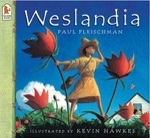 Weslandia
PAUL FLEISCHMAN
ILLUSTRATED BY KEVIN HAWKES